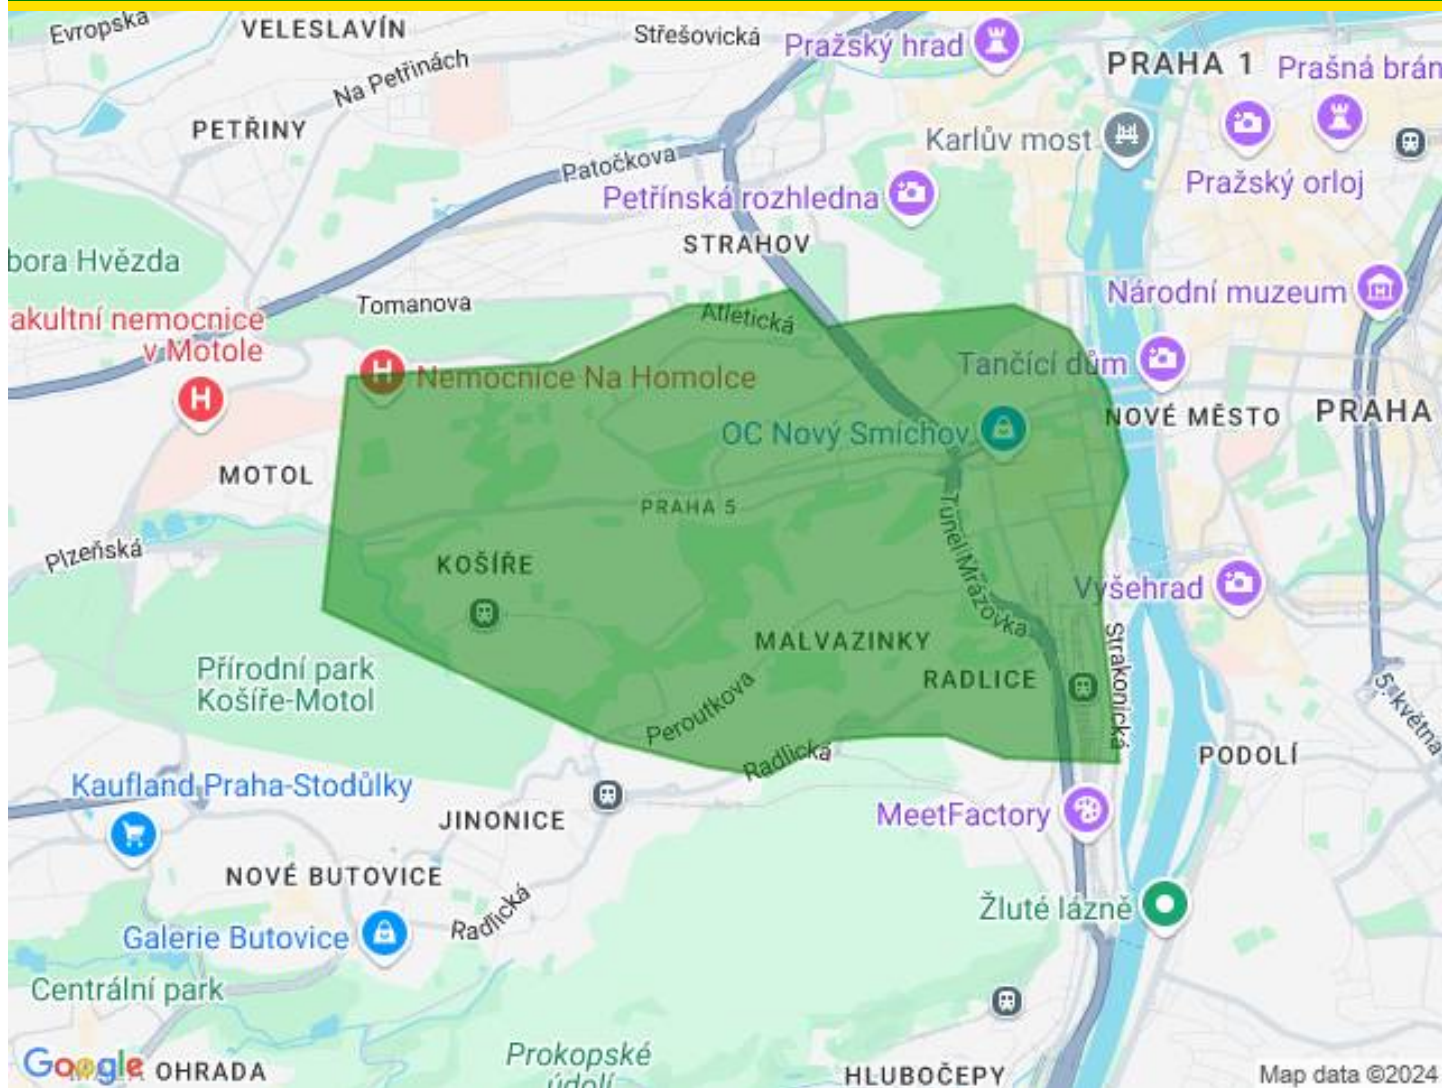 Evropská
VELESLAVÍN
Střešovická
Pražský hrad
PRAHA 1
Prašná brán
Na Petřinách
PETŘINY
Karlův most
Patočkova
Pražský orloj
Petřínská rozhledna
STRAHOV
bora Hvězda
Tomanova
Národní muzeum
akultní nemocnice
v Motole
Atletická
Tančící dům
Nemocnice Na Homolce
NOVÉ MĚSTO
PRAHA
OC Nový Smíchov
MOTOL
PRAHA 5
Plzeňská
Tunel Mrázovka
KOŠÍŘE
Vyšehrad
MALVAZINKY
Strakonická
Přírodní park
Košíře-Motol
RADLICE
Peroutkova
5. května
Radlická
PODOLÍ
Kaufland Praha-Stodůlky
JINONICE
MeetFactory
NOVÉ BUTOVICE
Radlická
Žluté lázně
Galerie Butovice
Centrální park
Prokopské
údolí
Google
OHRADA
HLUBOČEPY
Map data ©2024